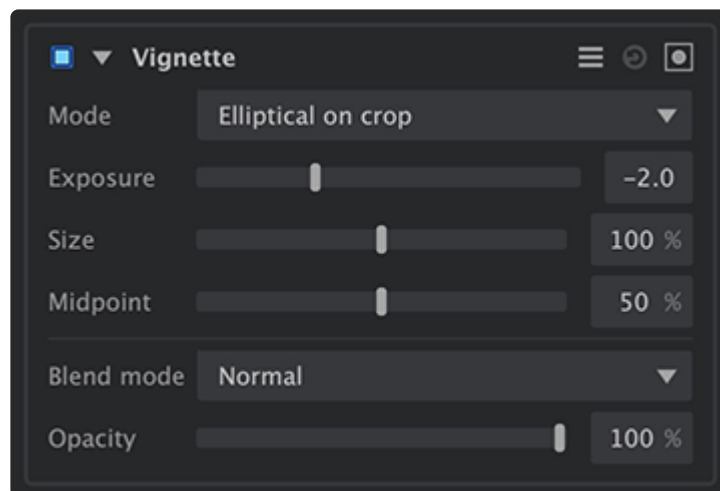 Vignette
Mode Elliptical on crop
Exposure -2.0
Size 100 %
Midpoint 50 %
Blend mode Normal
Opacity 100 %